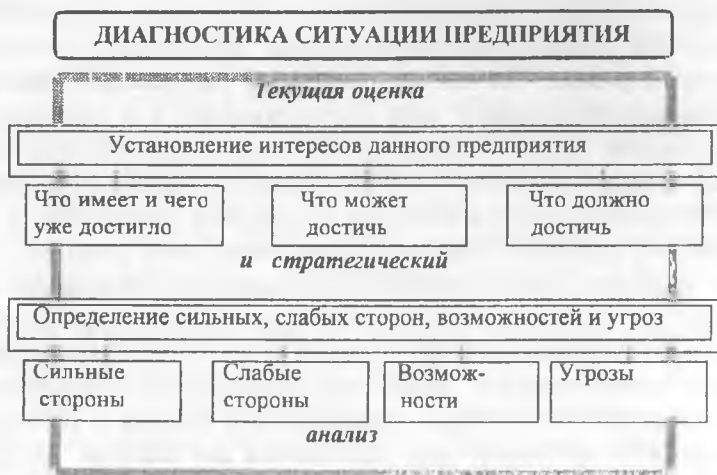 ДИАГНОСТИКА СИТУАЦИИ ПРЕДПРИЯТИЯ
Текущая оценка
Установление интересов данного предприятия
Что имеет и чего
уже достигло
Что может
достичь
Что должно
достичь
и стратегический
Определение сильных, слабых сторон, возможностей и угроз
Сильные
стороны
Слабые
стороны
Возмож-
ности
Угрозы
анализ